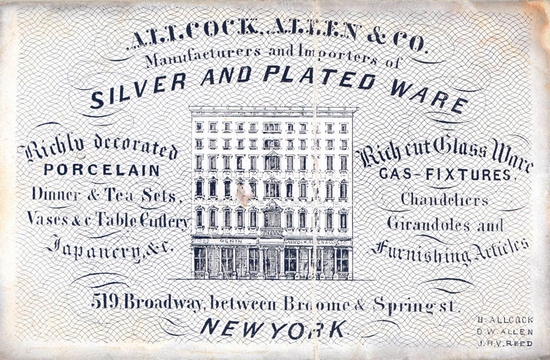 ALLCOCK, ALLEN & CO.
Manufacturers and Importers of
SILVER AND PLATED WARE
Richly decorated
PORCELAIN
Dinner & Tea Sets,
Vases &c Table Cutlery
Japanery, &c.
Rich cut Glass Ware
GAS-FIXTURES,
Chandeliers
Girandoles and
Furnishing Articles
519 Broadway, between Broome & Spring st.
NEW YORK
ALLCOCK
D W. ALLEN
REED